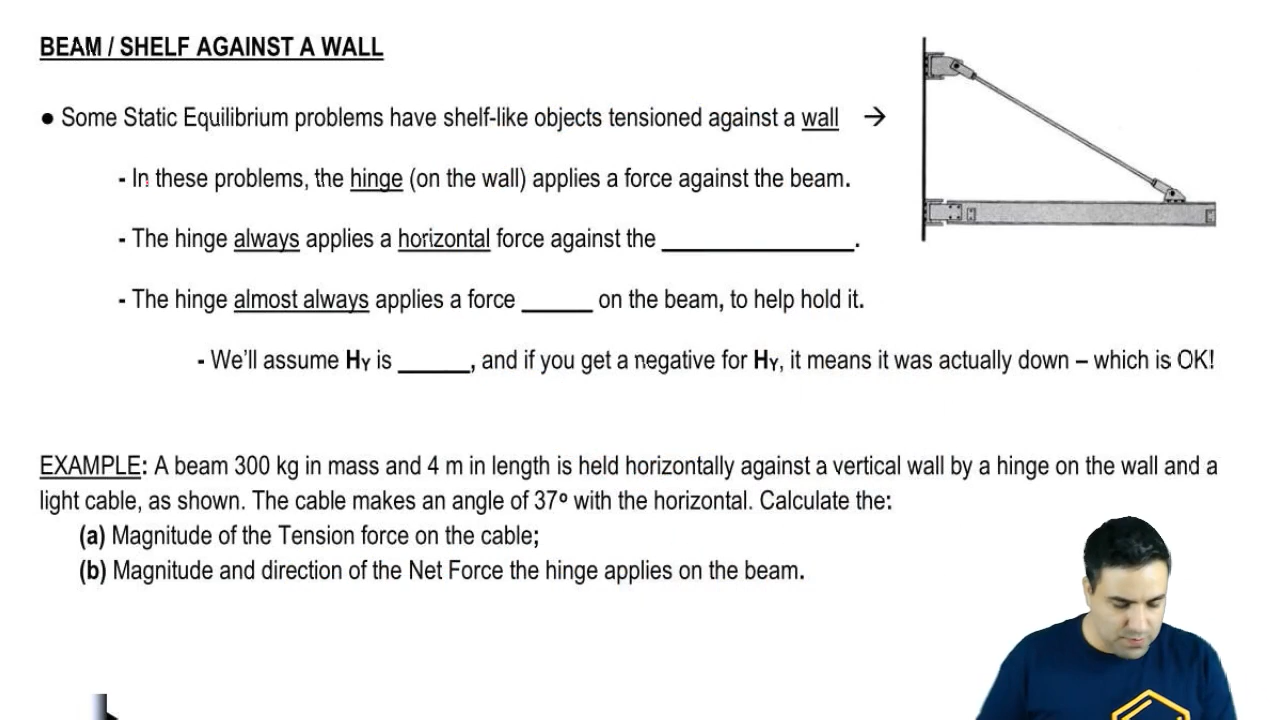 BEAM / SHELF AGAINST A WALL
● Some Static Equilibrium problems have shelf-like objects tensioned against a wall →
- In these problems, the hinge (on the wall) applies a force against the beam.
- The hinge always applies a horizontal force against the ________________.
- The hinge almost always applies a force ______ on the beam, to help hold it.
- We'll assume HY is ______, and if you get a negative for HY, it means it was actually down – which is OK!
EXAMPLE: A beam 300 kg in mass and 4 m in length is held horizontally against a vertical wall by a hinge on the wall and a
light cable, as shown. The cable makes an angle of 37º with the horizontal. Calculate the:
(a) Magnitude of the Tension force on the cable;
(b) Magnitude and direction of the Net Force the hinge applies on the beam.